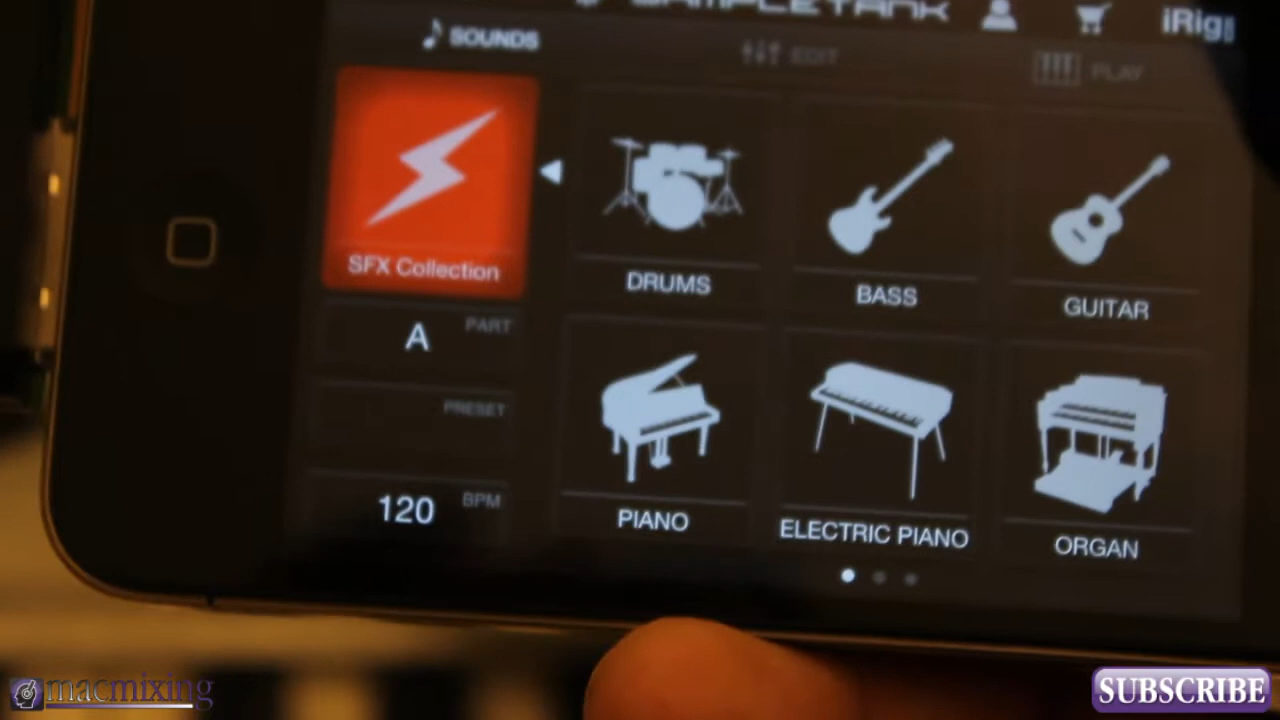 SAMPLETANK
iRig
SOUNDS
EDIT
PLAY
SFX Collection
DRUMS
BASS
GUITAR
A PART
PRESET
120 BPM
PIANO
ELECTRIC PIANO
ORGAN
macmixing
SUBSCRIBE